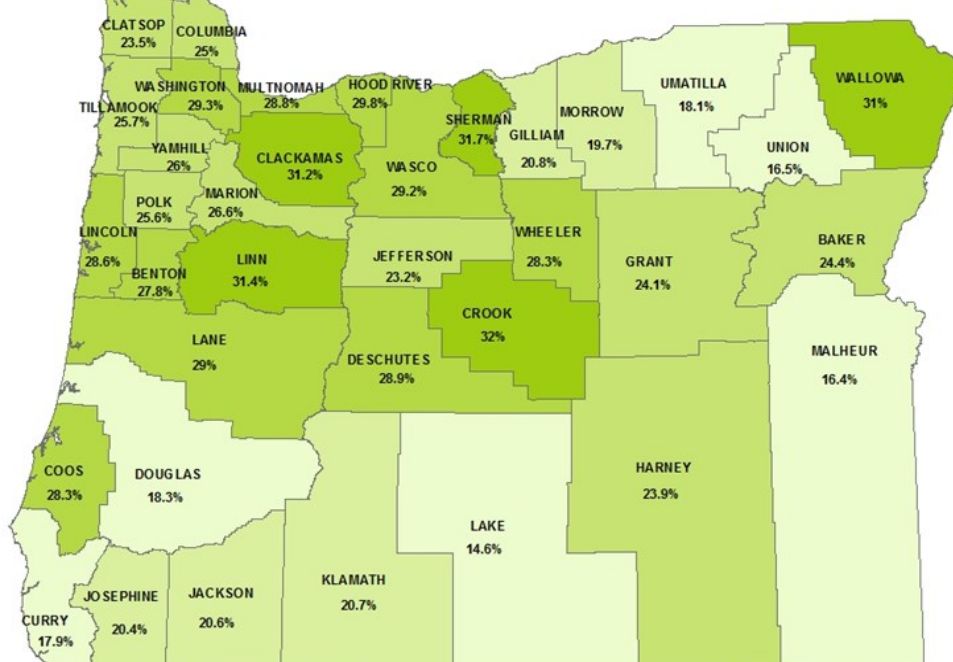 CLATSOP
23.5%
COLUMBIA
25%
WASHINGTON
29.3%
MULTNOMAH
28.8%
HOOD RIVER
29.8%
TILLAMOOK
25.7%
SHERMAN
31.7%
GILLIAM
20.8%
MORROW
19.7%
UMATILLA
18.1%
WALLOWA
31%
UNION
16.5%
YAMHILL
26%
CLACKAMAS
31.2%
WASCO
29.2%
POLK
25.6%
MARION
26.6%
LINCOLN
28.6%
BENTON
27.8%
LINN
31.4%
JEFFERSON
23.2%
WHEELER
28.3%
GRANT
24.1%
BAKER
24.4%
CROOK
32%
LANE
29%
DESCHUTES
28.9%
MALHEUR
16.4%
COOS
28.3%
DOUGLAS
18.3%
HARNEY
23.9%
LAKE
14.6%
KLAMATH
20.7%
JACKSON
20.6%
JOSEPHINE
20.4%
CURRY
17.9%